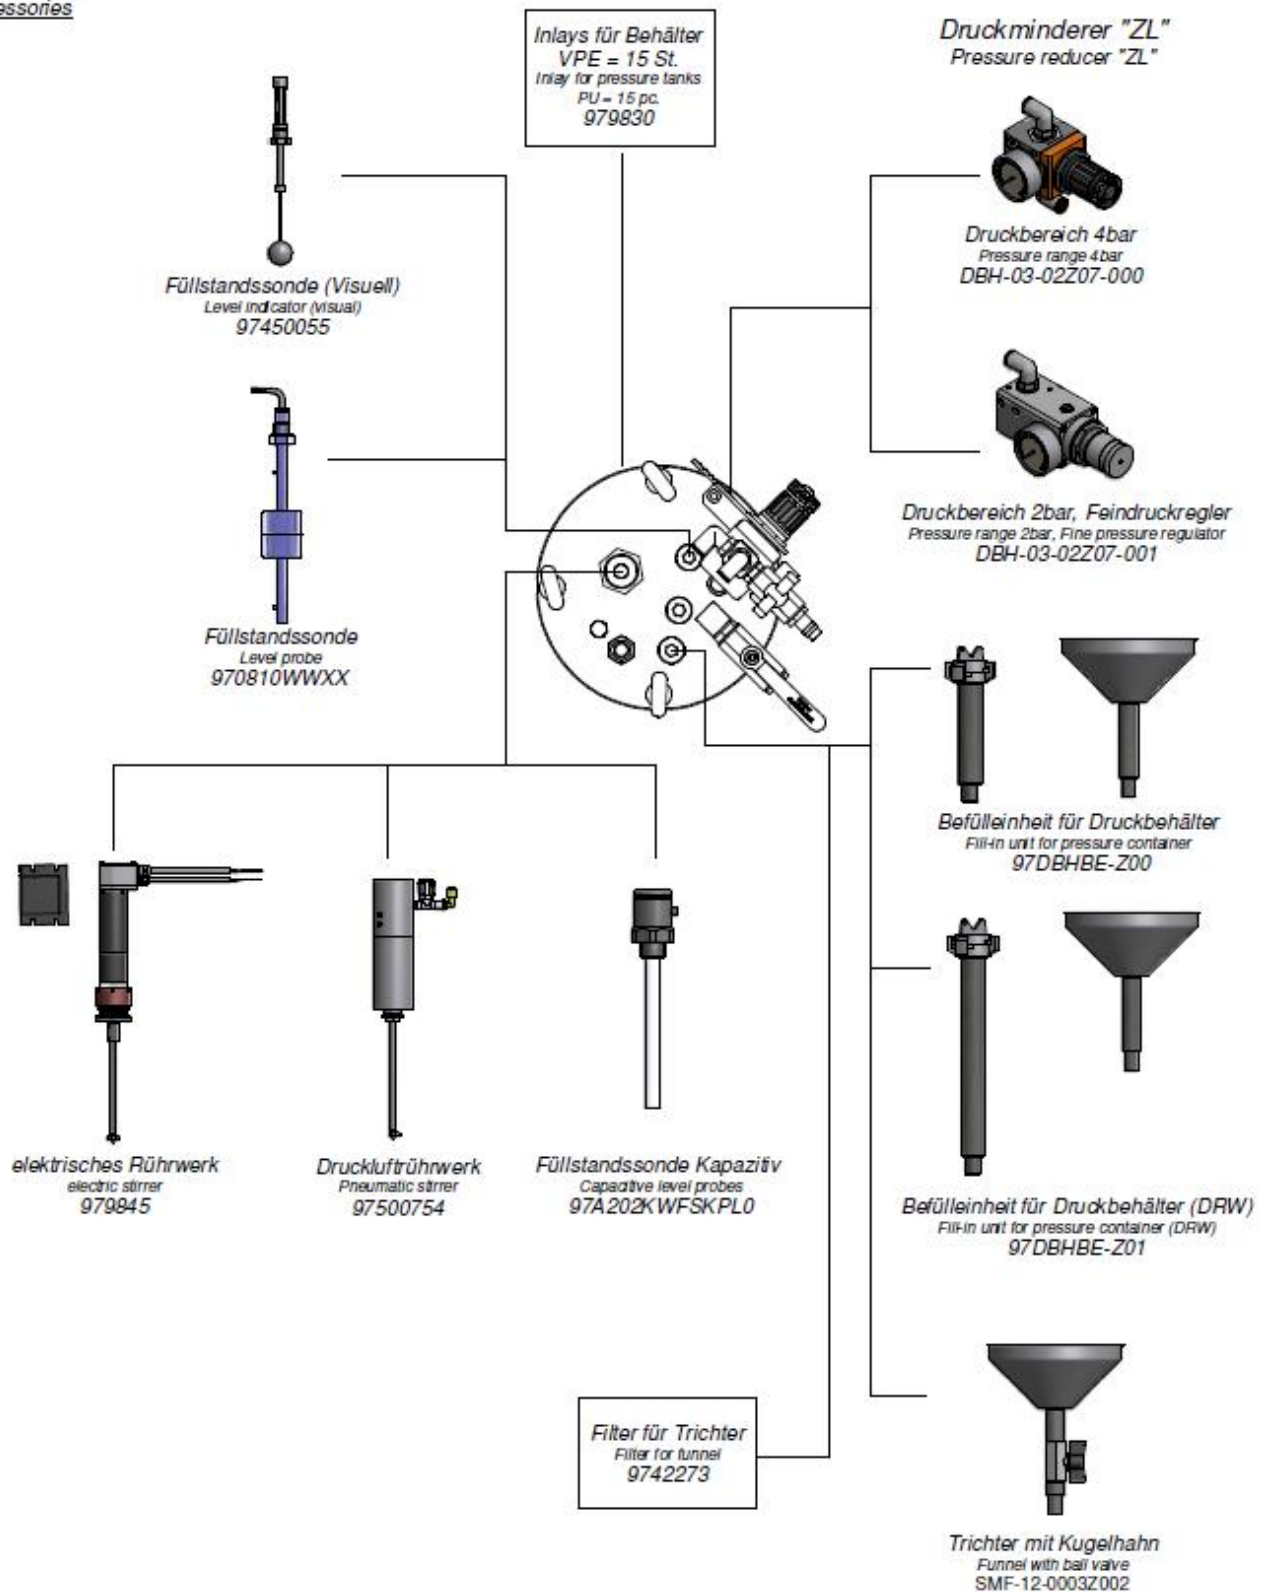 essories
Inlays für Behälter
VPE = 15 St.
Inlay for pressure tanks
PU = 15 pc.
979830
Druckminderer "ZL"
Pressure reducer "ZL"
Druckbereich 4bar
Pressure range 4bar
DBH-03-02Z07-000
Füllstandssonde (Visuell)
Level indicator (visual)
97450055
Druckbereich 2bar, Feindruckregler
Pressure range 2bar, Fine pressure regulator
DBH-03-02Z07-001
Füllstandssonde
Level probe
970810WWXX
Befülleinheit für Druckbehälter
Fill-in unit for pressure container
97DBHBE-Z00
elektrisches Rührwerk
electric stirrer
979845
Druckluftrührwerk
Pneumatic stirrer
97500754
Füllstandssonde Kapazitiv
Capacitive level probes
97A202KWFSKPL0
Befülleinheit für Druckbehälter (DRW)
Fill-in unit for pressure container (DRW)
97DBHBE-Z01
Filter für Trichter
Filter for funnel
9742273
Trichter mit Kugelhahn
Funnel with ball valve
SMF-12-0003Z002